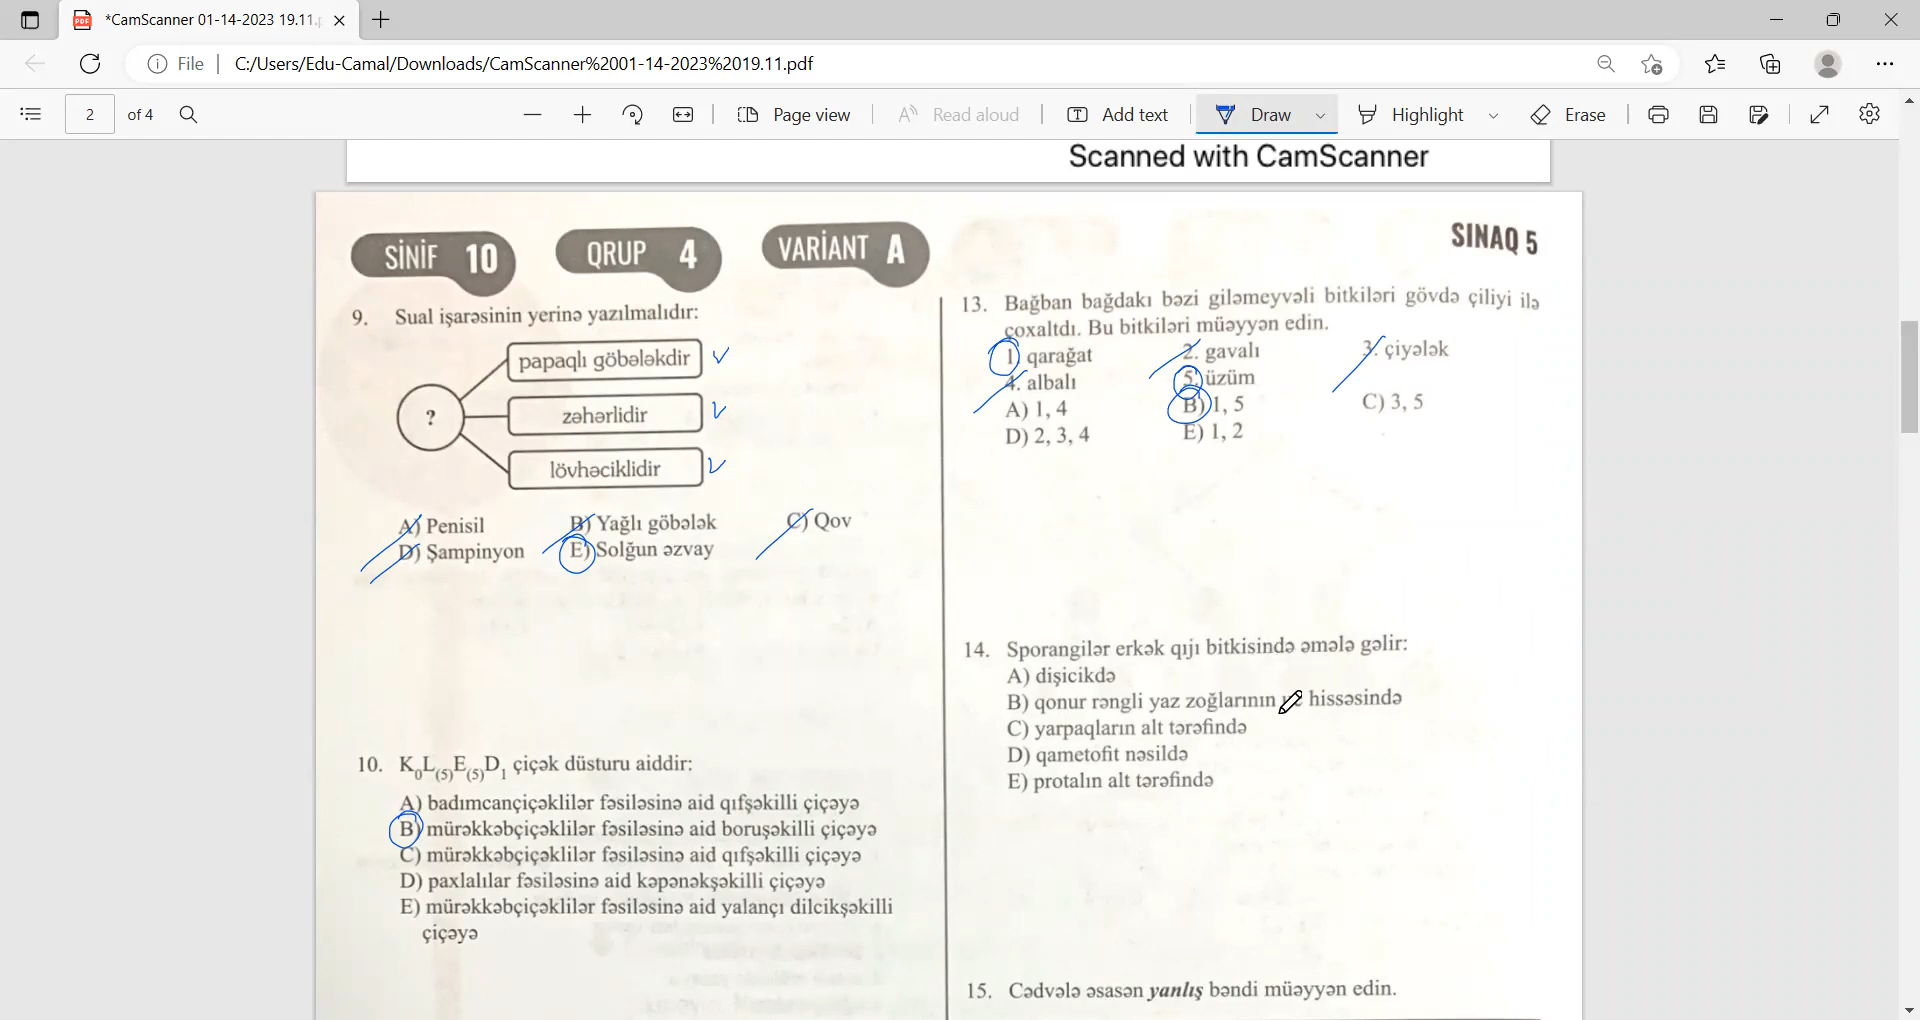 *CamScanner 01-14-2023 19.11.p
File
C:/Users/Edu-Camal/Downloads/CamScanner%2001-14-2023%2019.11.pdf
2 of 4
Page view
Read aloud
Add text
Draw
Highlight
Erase
Scanned with CamScanner
SİNİF 10
QRUP 4
VARİANT A
SINAQ 5
9. Sual işarəsinin yerinə yazılmalıdır:
papaqlı göbələkdir
?
zəhərlidir
lövhəciklidir
A) Penisil B) Yağlı göbələk C) Qov
D) Şampinyon E) Solğun əzvay
10. K0L(5)E(5)D1 çiçək düsturu aiddir:
A) badımcançiçəklilər fəsiləsinə aid qıfşəkilli çiçəyə
B) mürəkkəbçiçəklilər fəsiləsinə aid boruşəkilli çiçəyə
C) mürəkkəbçiçəklilər fəsiləsinə aid qıfşəkilli çiçəyə
D) paxlalılar fəsiləsinə aid kəpənəkşəkilli çiçəyə
E) mürəkkəbçiçəklilər fəsiləsinə aid yalançı dilcikşəkilli
çiçəyə
13. Bağban bağdakı bəzi giləmeyvəli bitkiləri gövdə çiliyi ilə
çoxaltdı. Bu bitkiləri müəyyən edin.
1. qarağat 2. gavalı 3. çiyələk
4. albalı 5. üzüm
A) 1, 4 B) 1, 5 C) 3, 5
D) 2, 3, 4 E) 1, 2
14. Sporangilər erkək qıjı bitkisində əmələ gəlir:
A) dişicikdə
B) qonur rəngli yaz zoğlarının hissəsində
C) yarpaqların alt tərəfində
D) qametofit nəsildə
E) protalın alt tərəfində
15. Cədvələ əsasən yanlış bəndi müəyyən edin.